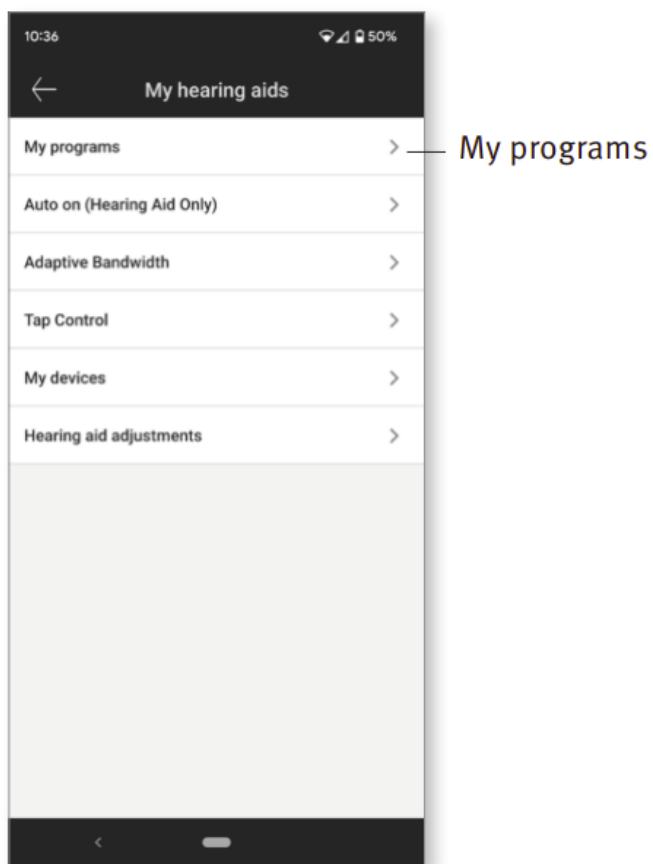 10:36 50%
My hearing aids
My programs
My programs
Auto on (Hearing Aid Only)
Adaptive Bandwidth
Tap Control
My devices
Hearing aid adjustments